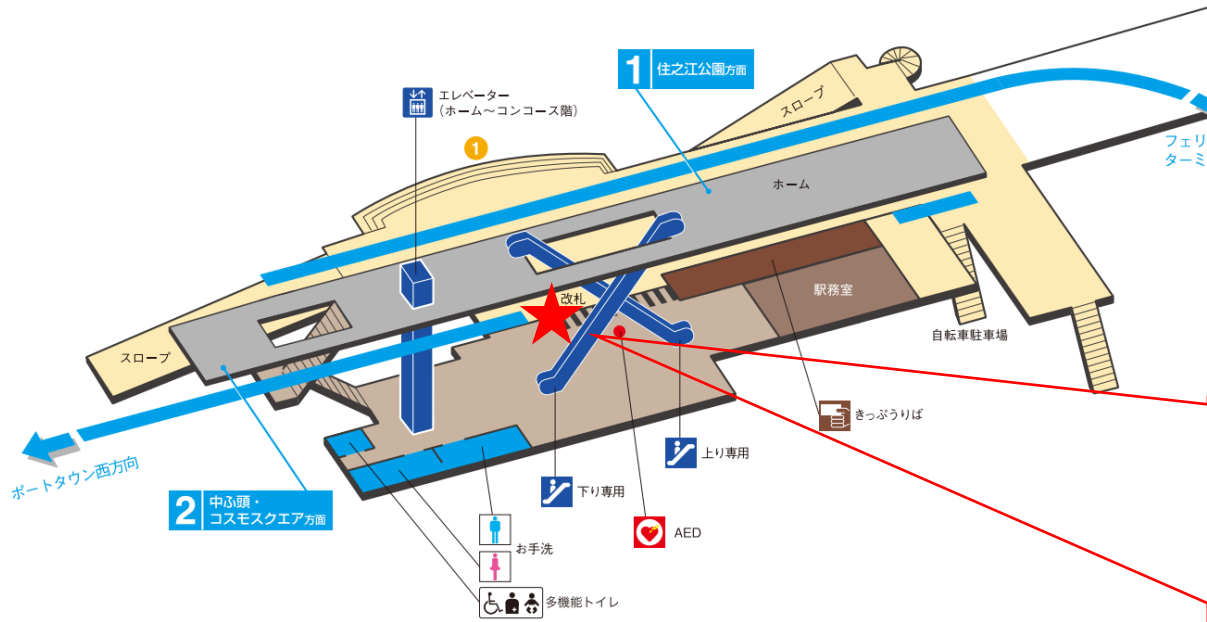 1 住之江公園方面
エレベーター
(ホーム〜コンコース階)
スロープ
1
フェリ
ターミ
ホーム
改札
駅務室
スロープ
自転車駐車場
きっぷうりば
上り専用
ポートタウン西方向
下り専用
2 中ふ頭・
コスモスクエア方面
AED
お手洗
多機能トイレ